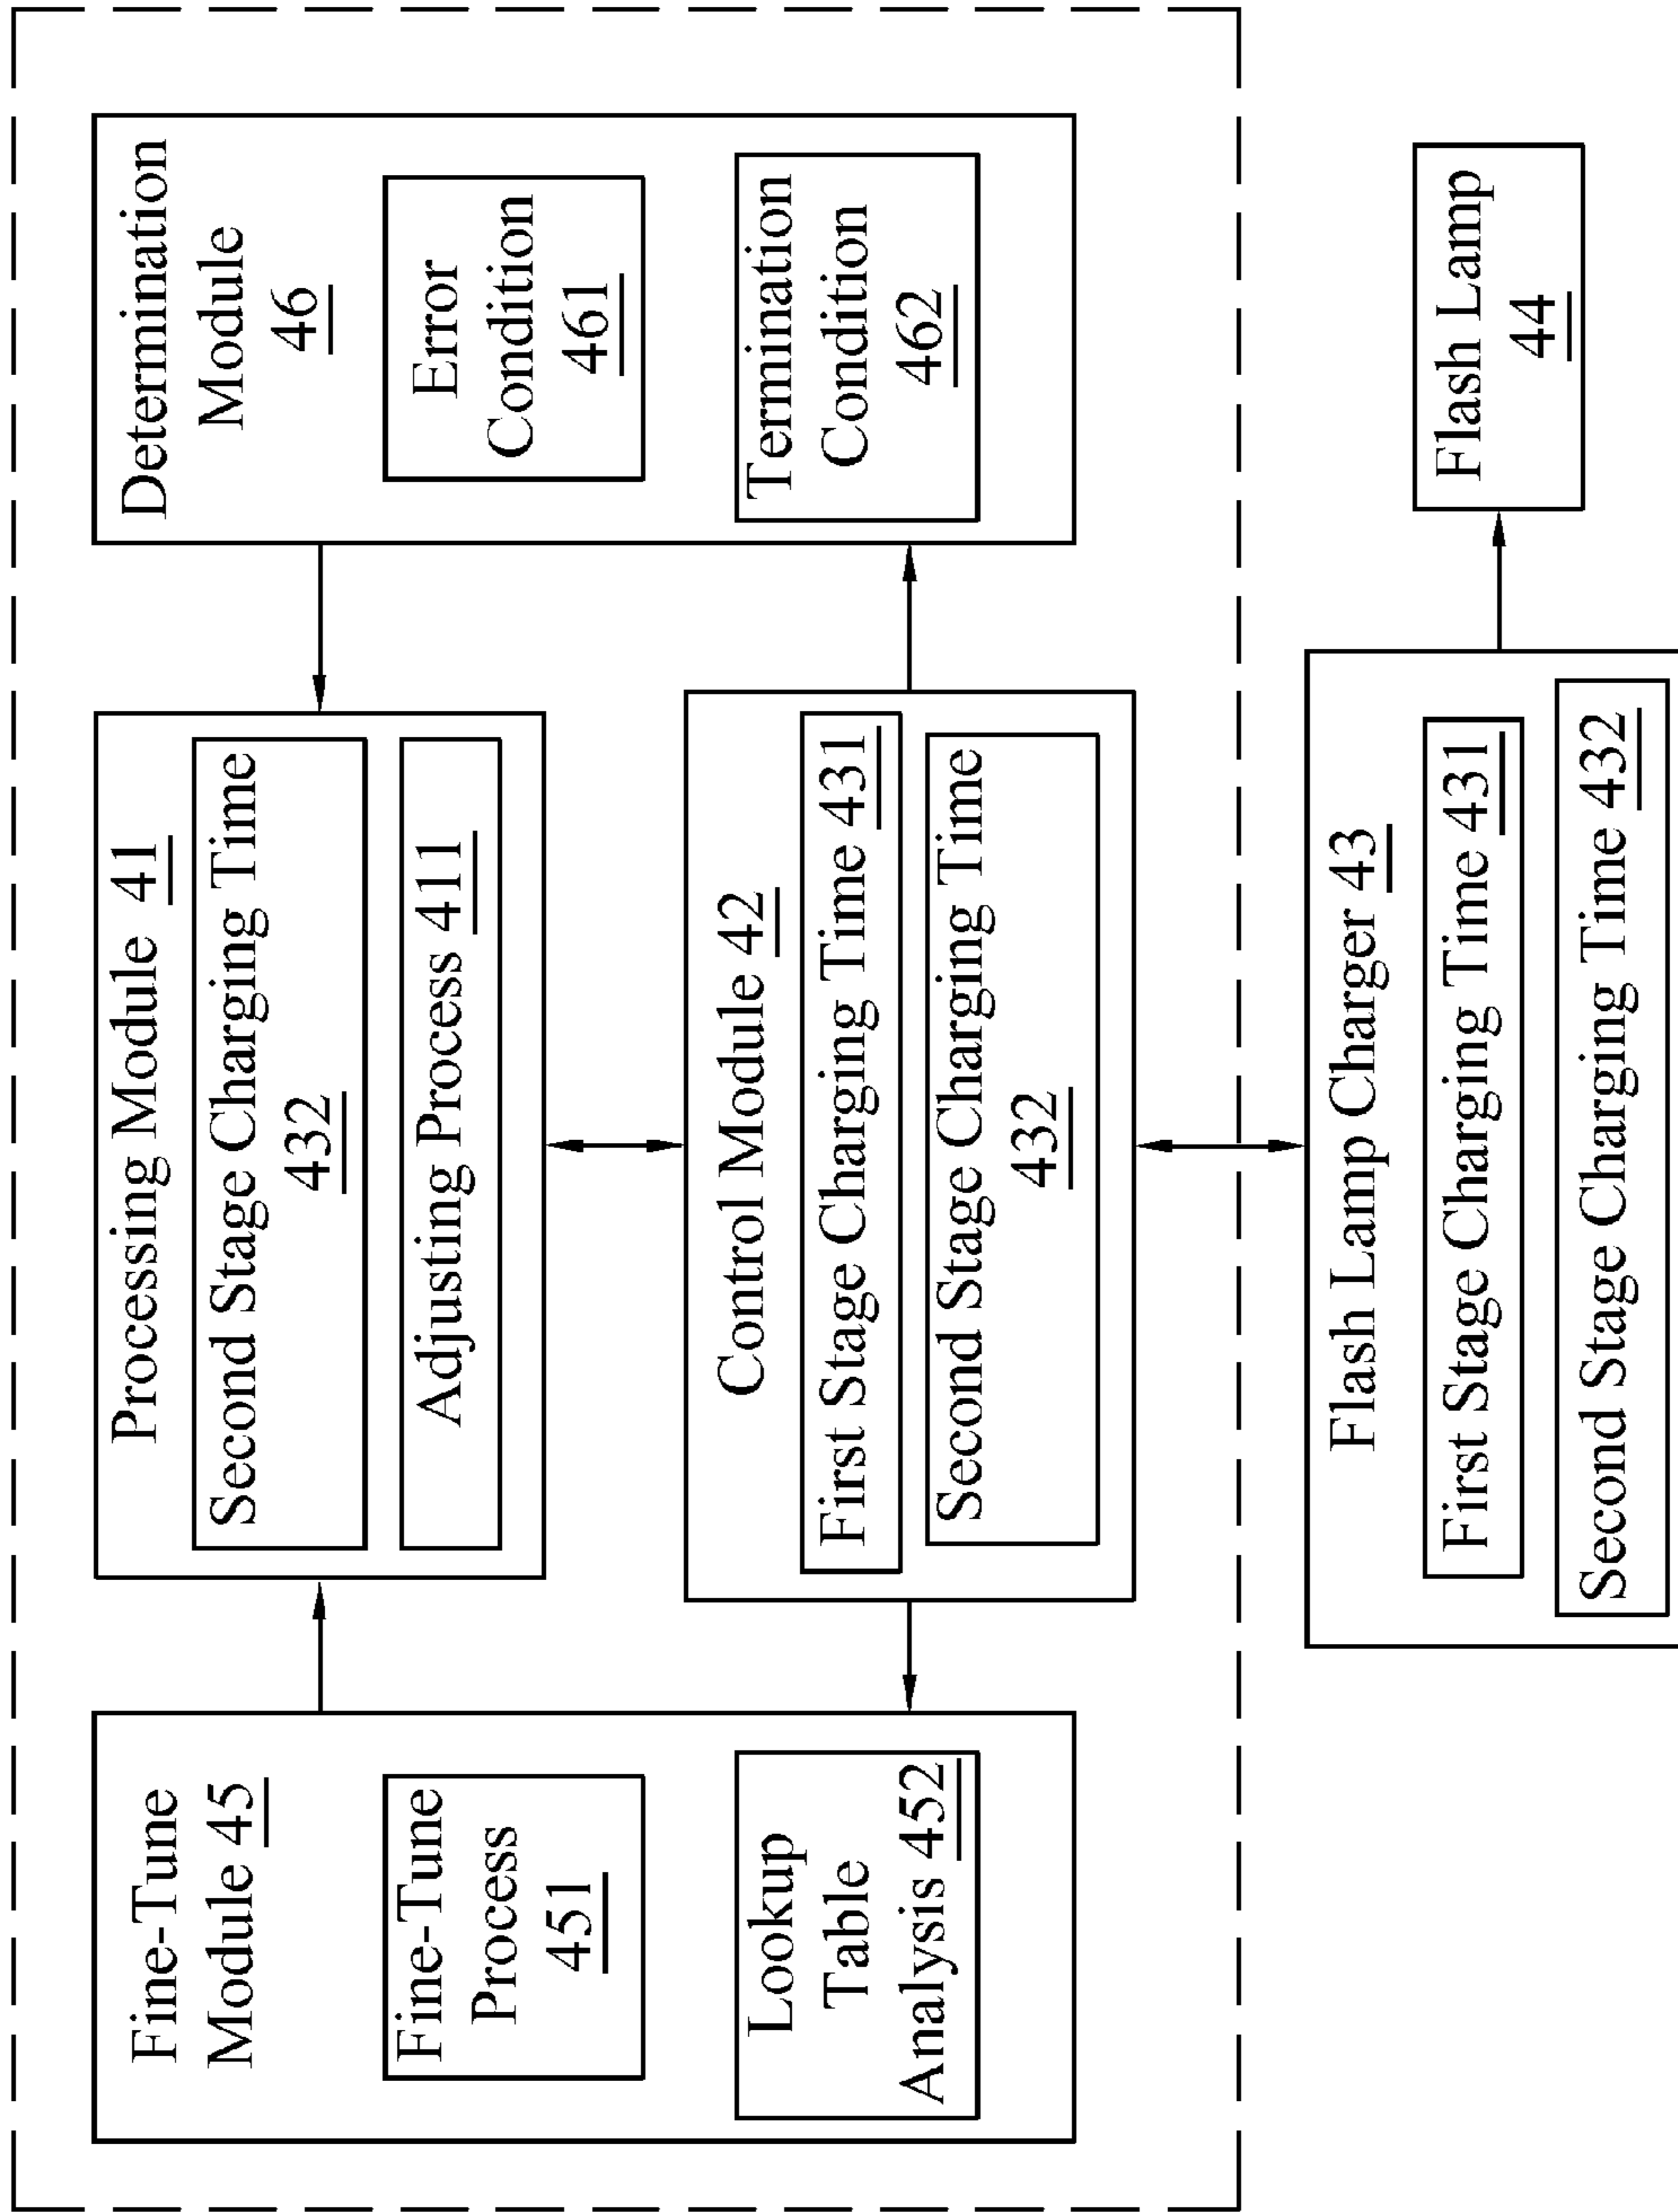 Fine-Tune
Module 45
Fine-Tune
Process
451
Lookup
Table
Analysis 452
Processing Module 41
Second Stage Charging Time
432
Adjusting Process 411
Control Module 42
First Stage Charging Time 431
Second Stage Charging Time
432
Determination
Module
46
Error
Condition
461
Termination
Condition
462
Flash Lamp Charger 43
First Stage Charging Time 431
Second Stage Charging Time 432
Flash Lamp
44